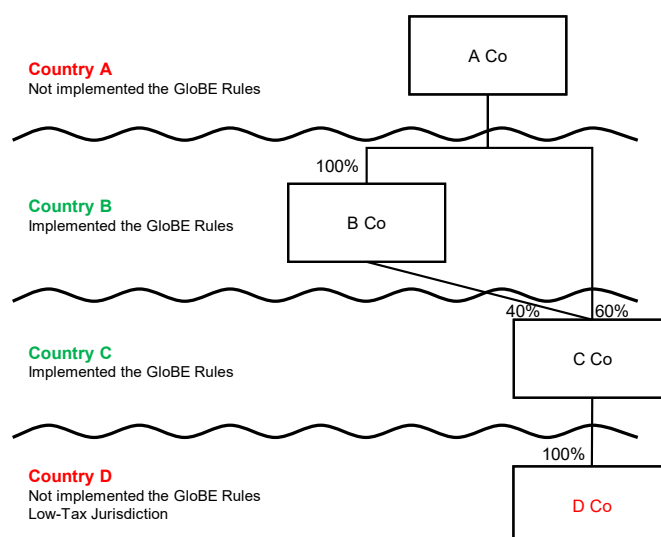 Country A
Not implemented the GloBE Rules
A Co
100%
Country B
Implemented the GloBE Rules
B Co
40%
60%
Country C
Implemented the GloBE Rules
C Co
100%
Country D
Not implemented the GloBE Rules
Low-Tax Jurisdiction
D Co